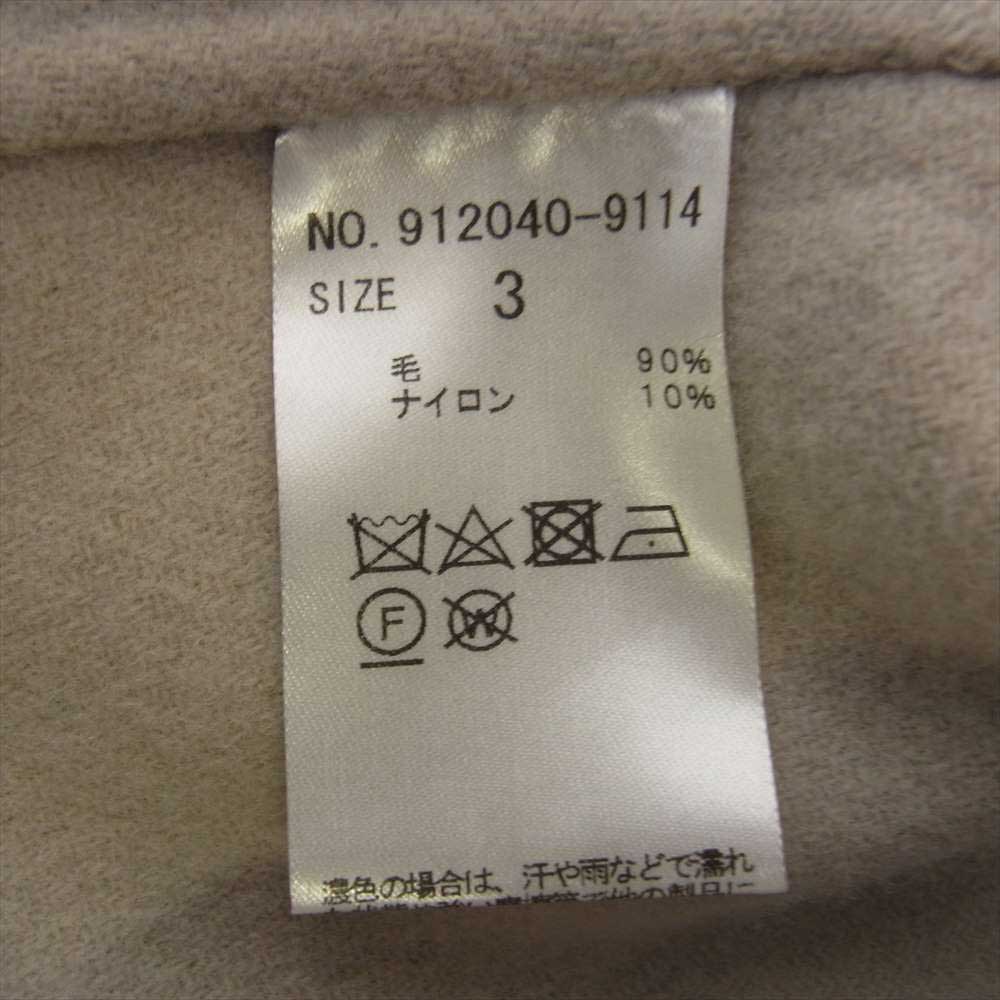 NO. 912040-9114
SIZE 3
毛 90%
ナイロン 10%
F
W
濃色の場合は、汗や雨などで濡れ